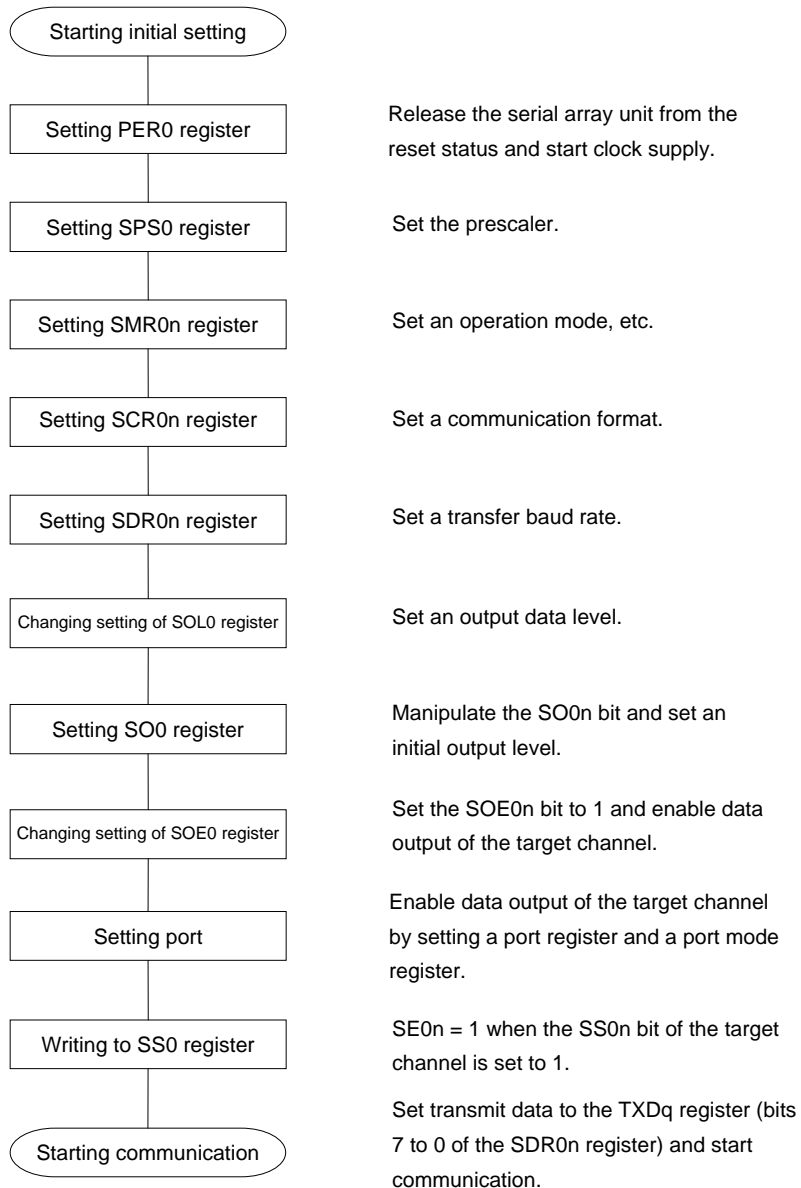 Starting initial setting
Setting PER0 register
Release the serial array unit from the
reset status and start clock supply.
Setting SPS0 register
Set the prescaler.
Setting SMR0n register
Set an operation mode, etc.
Setting SCR0n register
Set a communication format.
Setting SDR0n register
Set a transfer baud rate.
Changing setting of SOL0 register
Set an output data level.
Setting SO0 register
Manipulate the SO0n bit and set an
initial output level.
Changing setting of SOE0 register
Set the SOE0n bit to 1 and enable data
output of the target channel.
Setting port
Enable data output of the target channel
by setting a port register and a port mode
register.
Writing to SS0 register
SE0n = 1 when the SS0n bit of the target
channel is set to 1.
Starting communication
Set transmit data to the TXDq register (bits
7 to 0 of the SDR0n register) and start
communication.